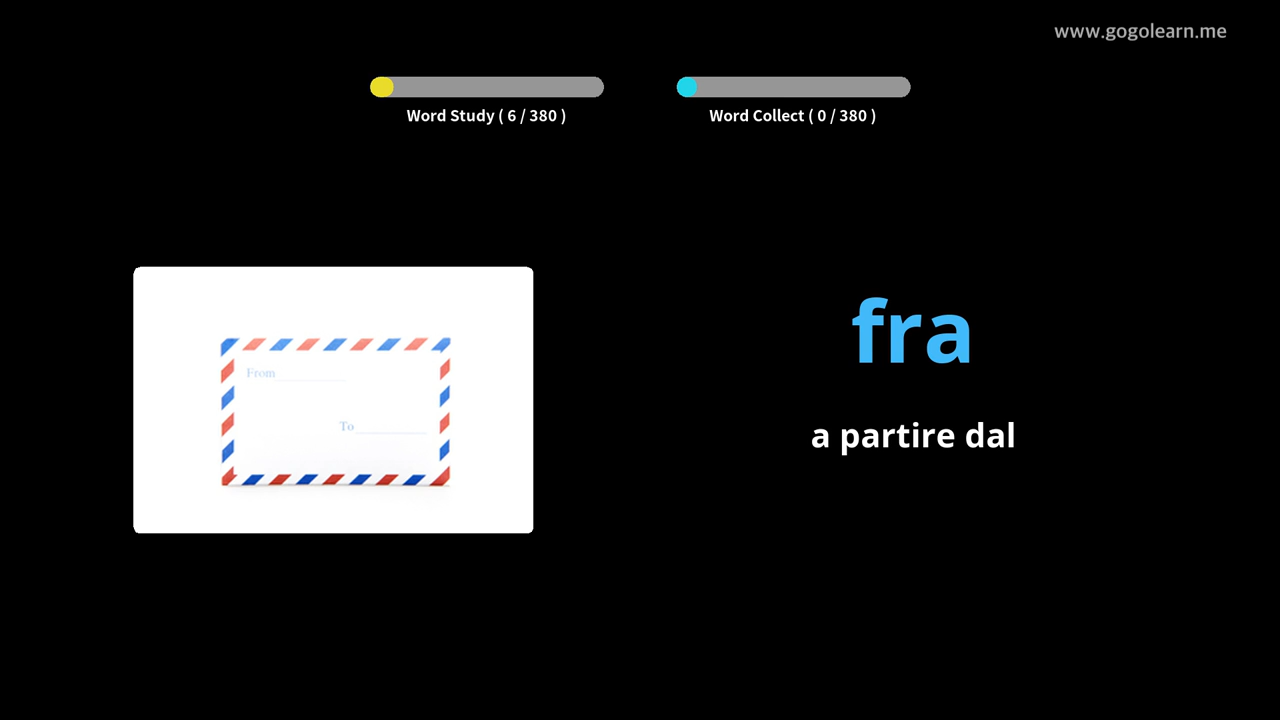 www.gogolearn.me
Word Study ( 6 / 380 )
Word Collect ( 0 / 380 )
From
To
fra
a partire dal